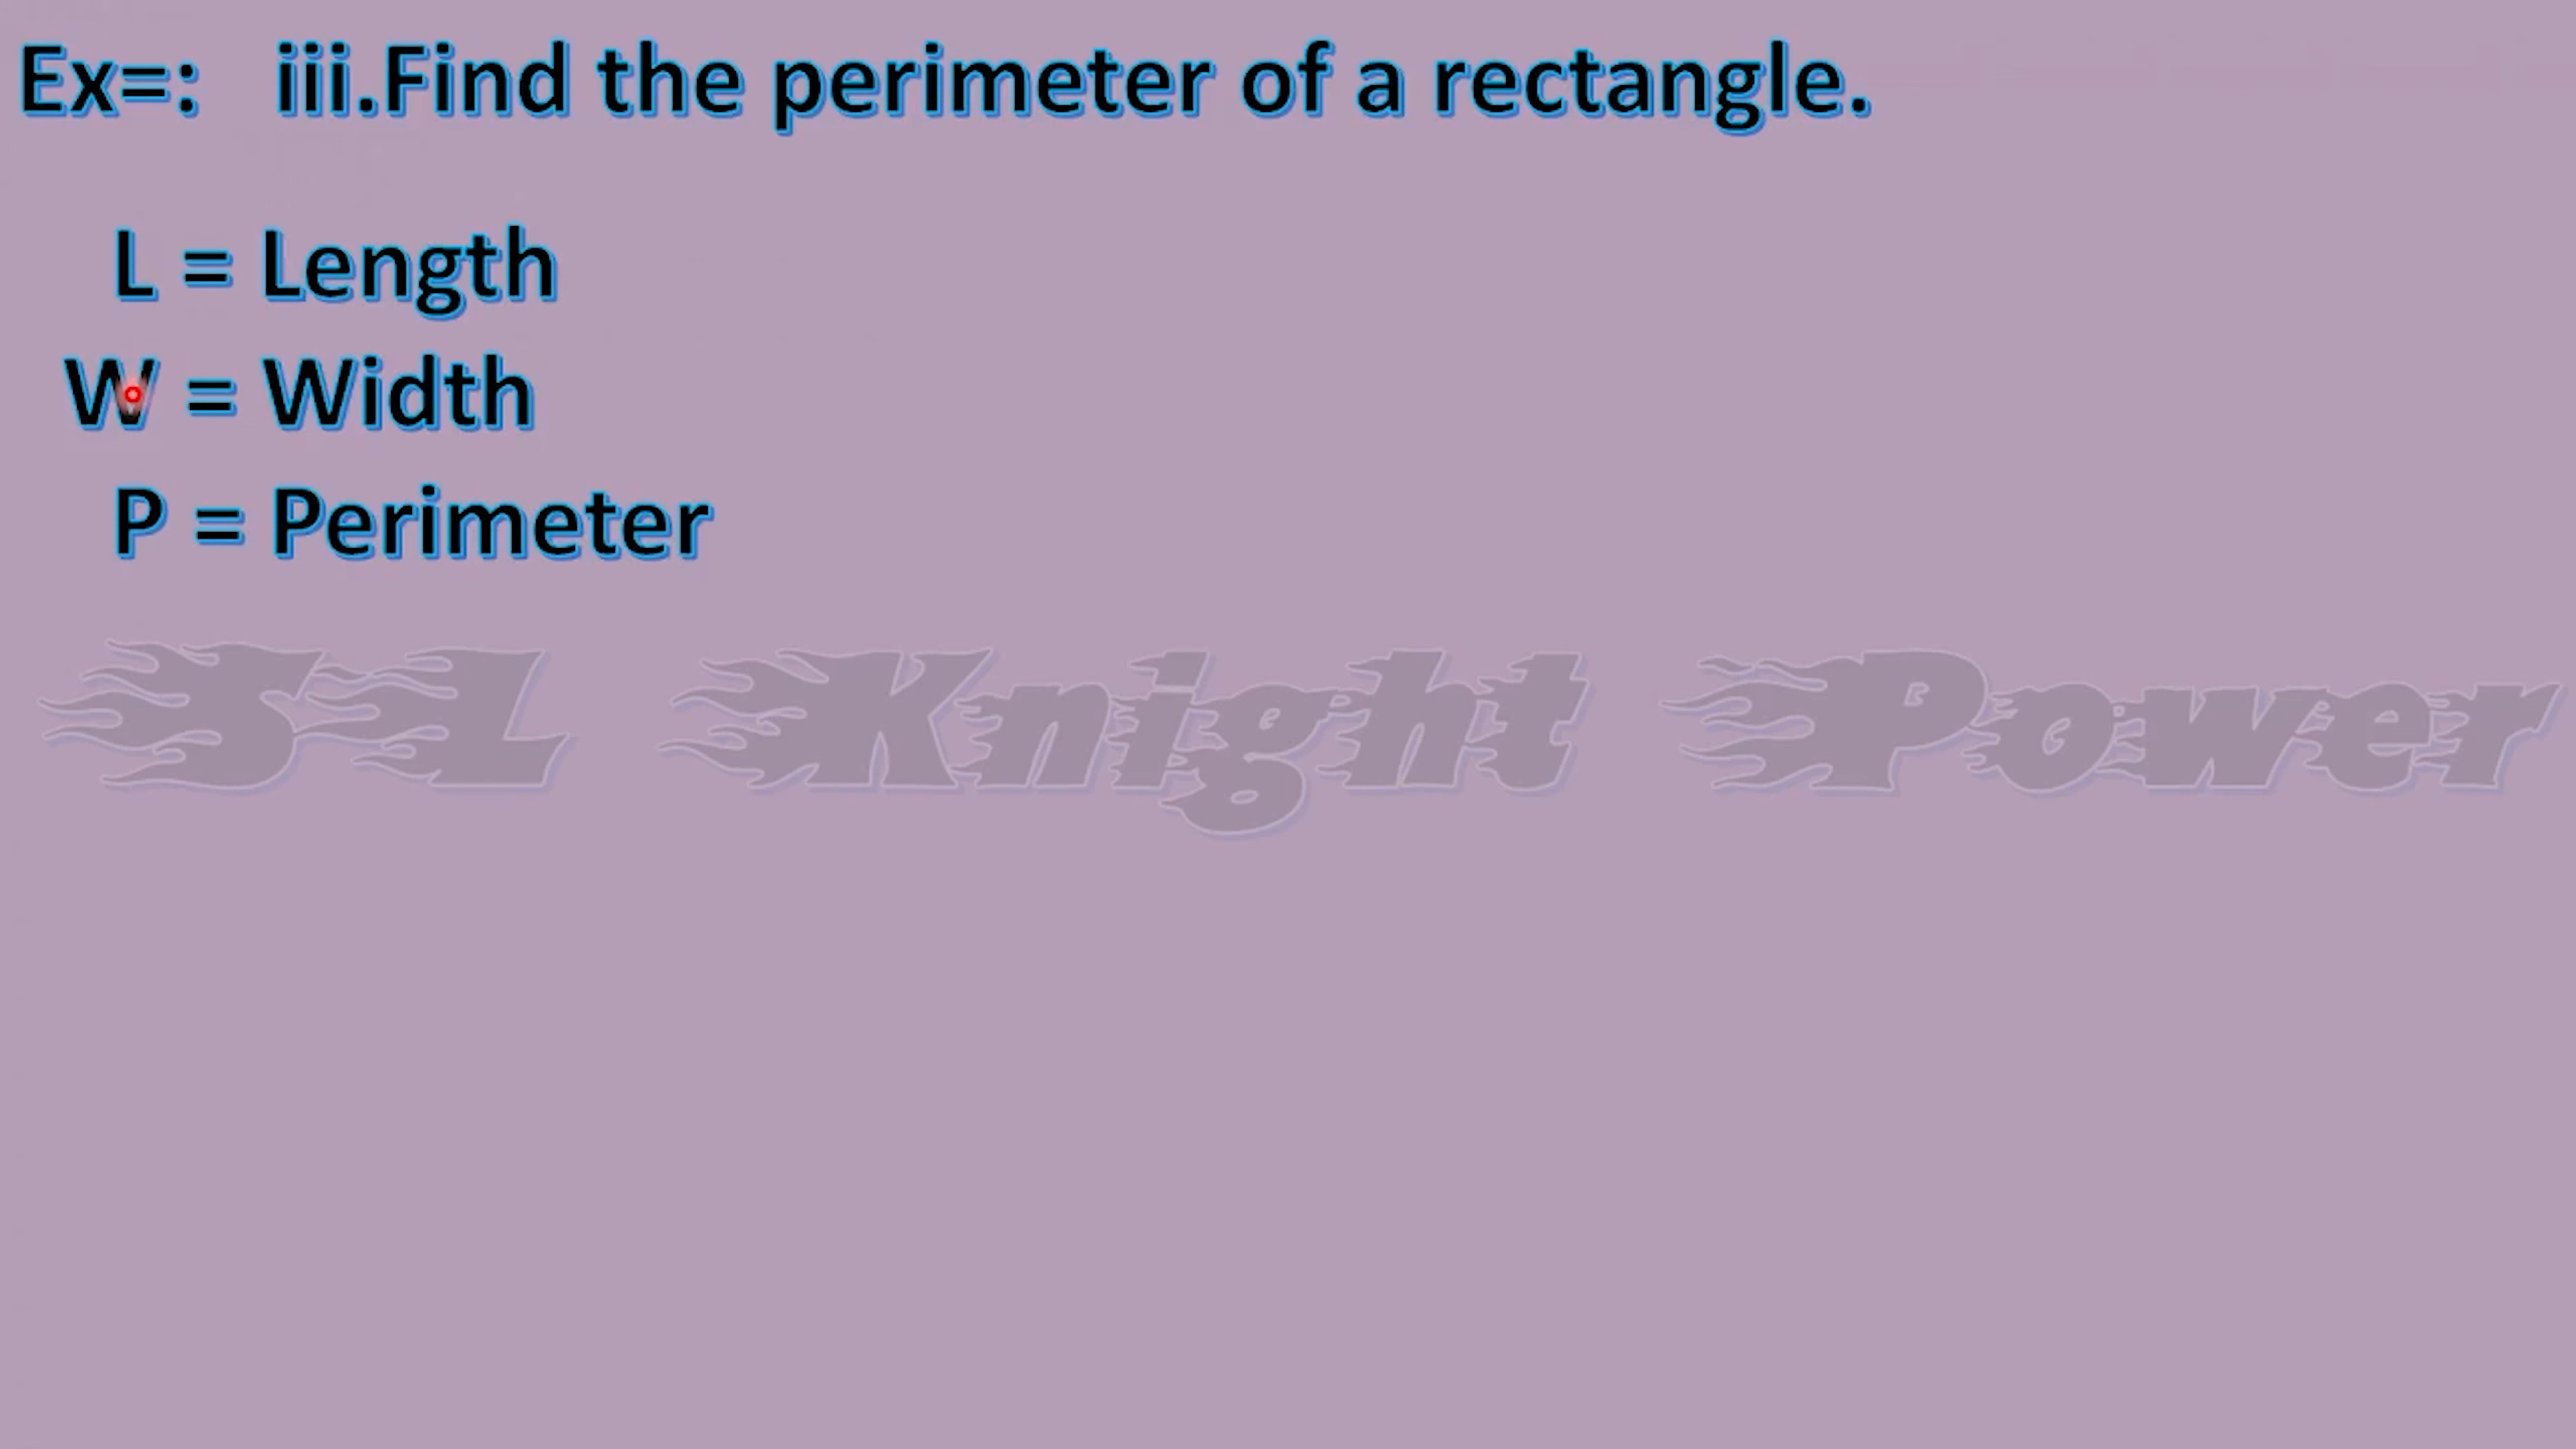 Ex=: iii.Find the perimeter of a rectangle.
L = Length
W = Width
P = Perimeter
SL Knight Power